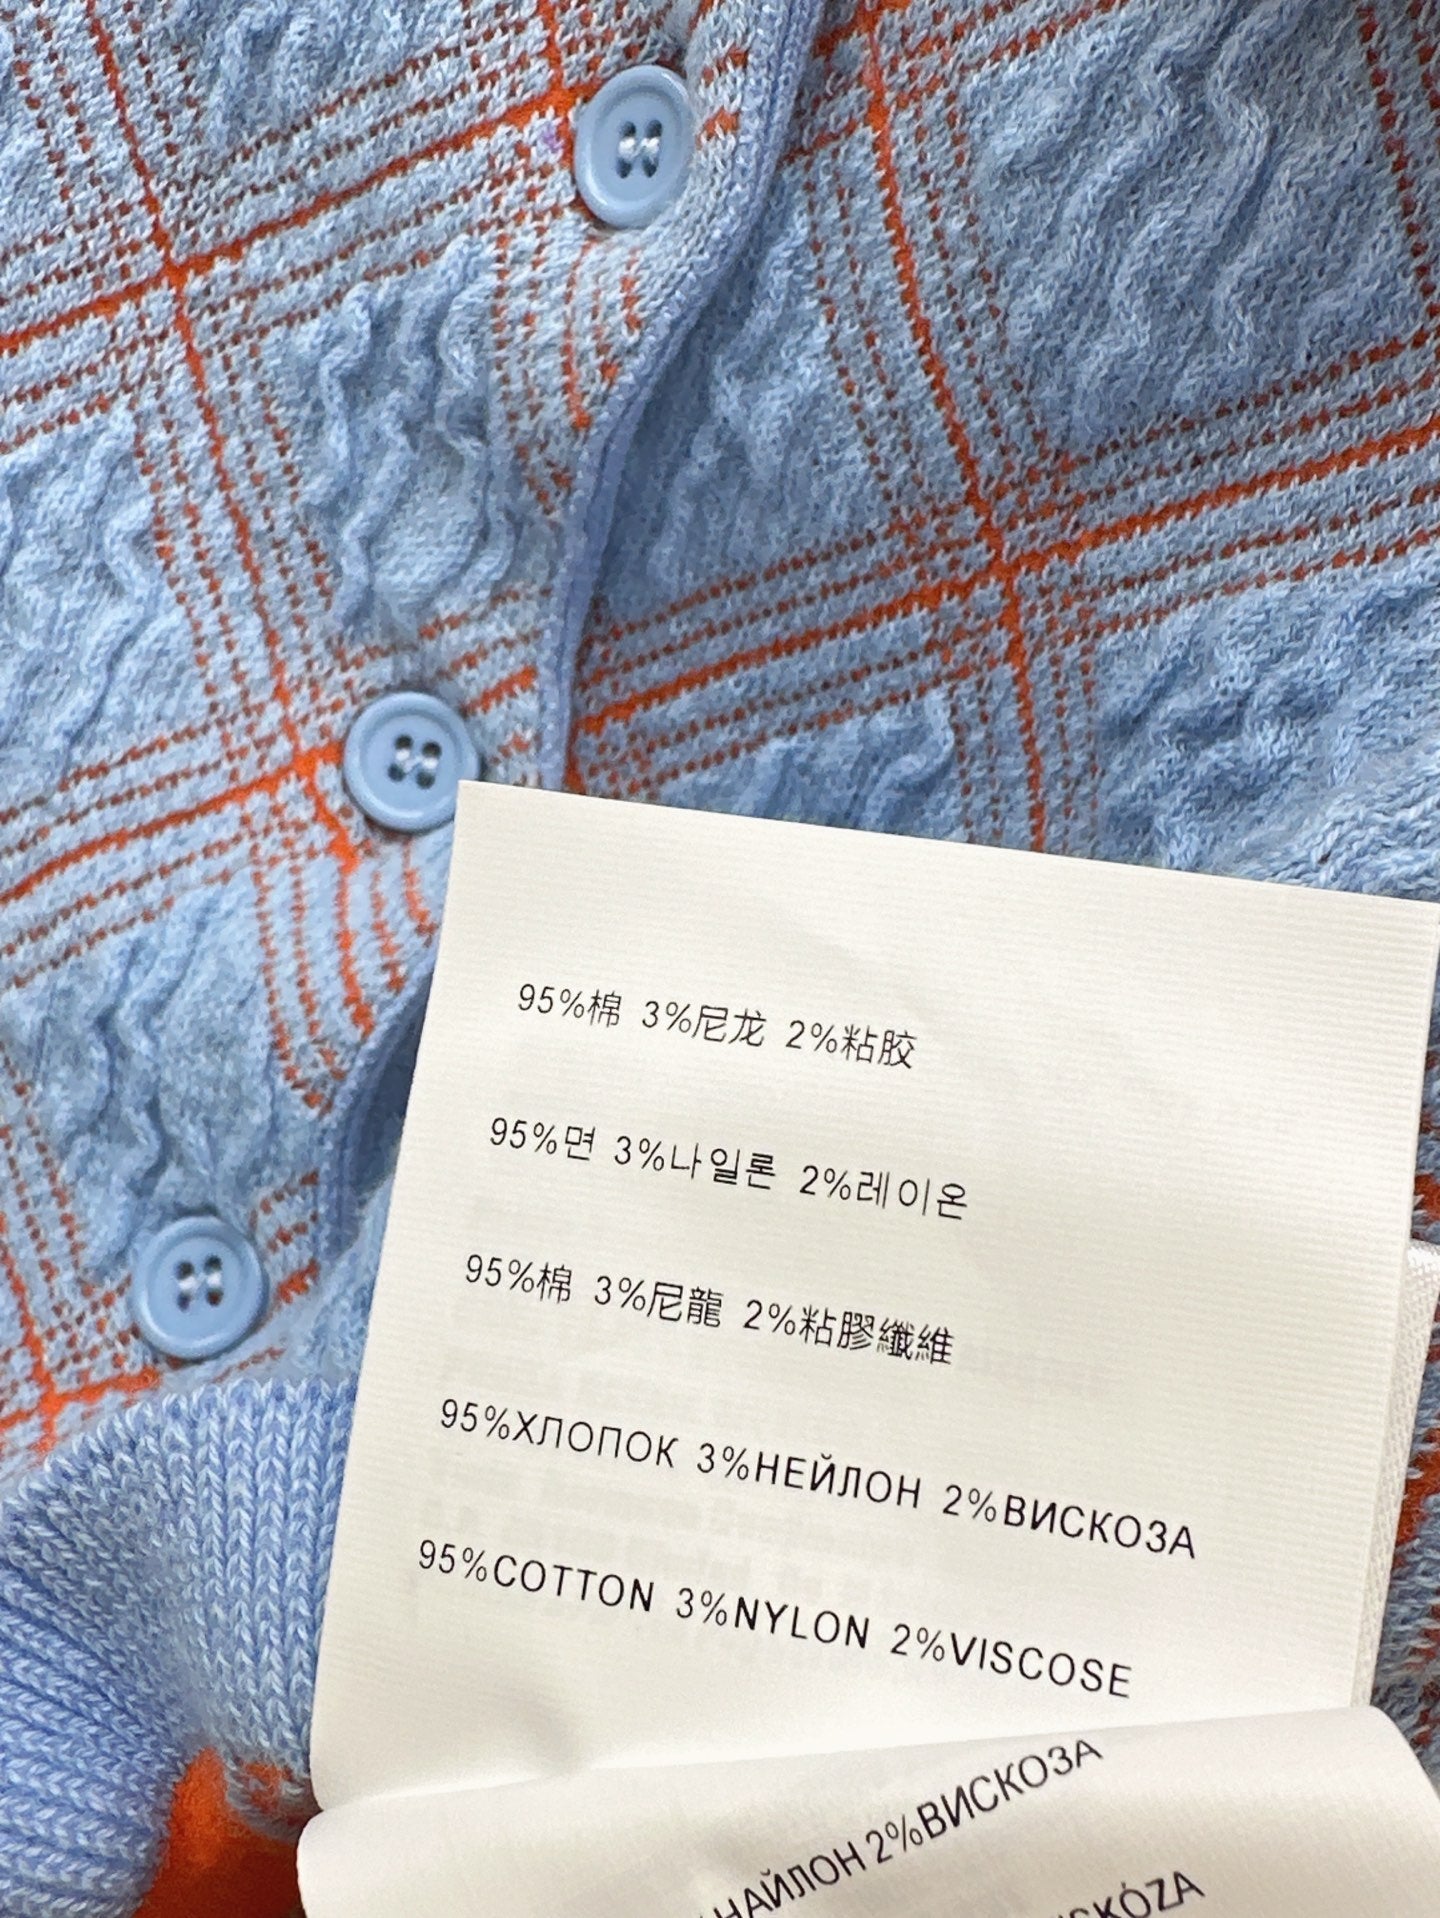 95%棉 3%尼龙 2%粘胶
95%면 3%나일론 2%레이온
95%棉 3%尼龍 2%粘膠纖維
95%ХЛОПОК 3%НЕЙЛОН 2%ВИСКОЗА
95%COTTON 3%NYLON 2%VISCOSE
НАЙЛОН 2%ВИСКОЗА